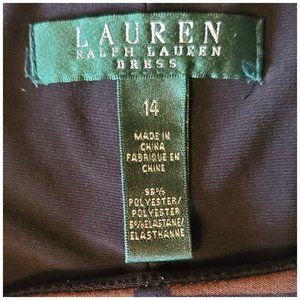 LAUREN
RALPH LAUREN
DRESS
14
MADE IN
CHINA
FABRIQUE EN
CHINE
95%
POLYESTER/
POLYESTER
5%ELASTANE/
ELASTHANNE